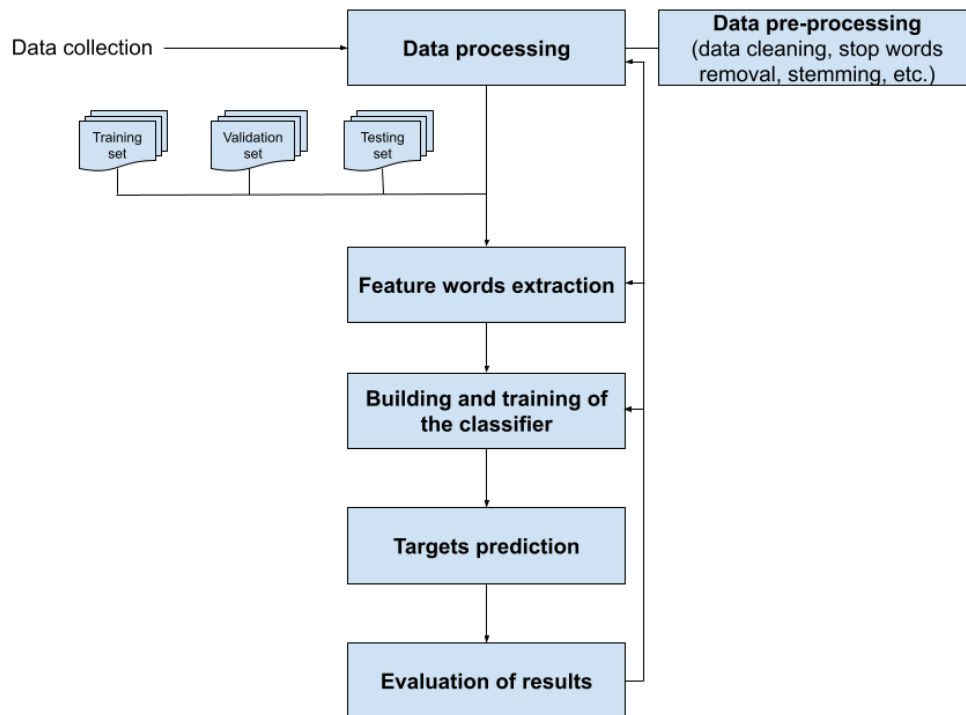 Data collection
Data processing
Data pre-processing
(data cleaning, stop words
removal, stemming, etc.)
Training
set
Validation
set
Testing
set
Feature words extraction
Building and training of
the classifier
Targets prediction
Evaluation of results